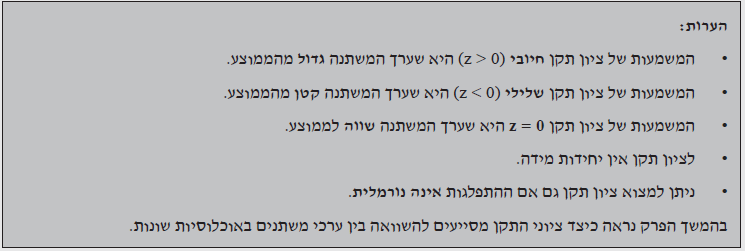 הערות:
• המשמעות של ציון תקן חיובי (z > 0) היא שערך המשתנה גדול מהממוצע.
• המשמעות של ציון תקן שלילי (z < 0) היא שערך המשתנה קטן מהממוצע.
• המשמעות של ציון תקן z = 0 היא שערך המשתנה שווה לממוצע.
• לציון תקן אין יחידות מידה.
• ניתן למצוא ציון תקן גם אם ההתפלגות אינה נורמלית.
בהמשך הפרק נראה כיצד ציוני התקן מסייעים להשוואה בין ערכי משתנים באוכלוסיות שונות.